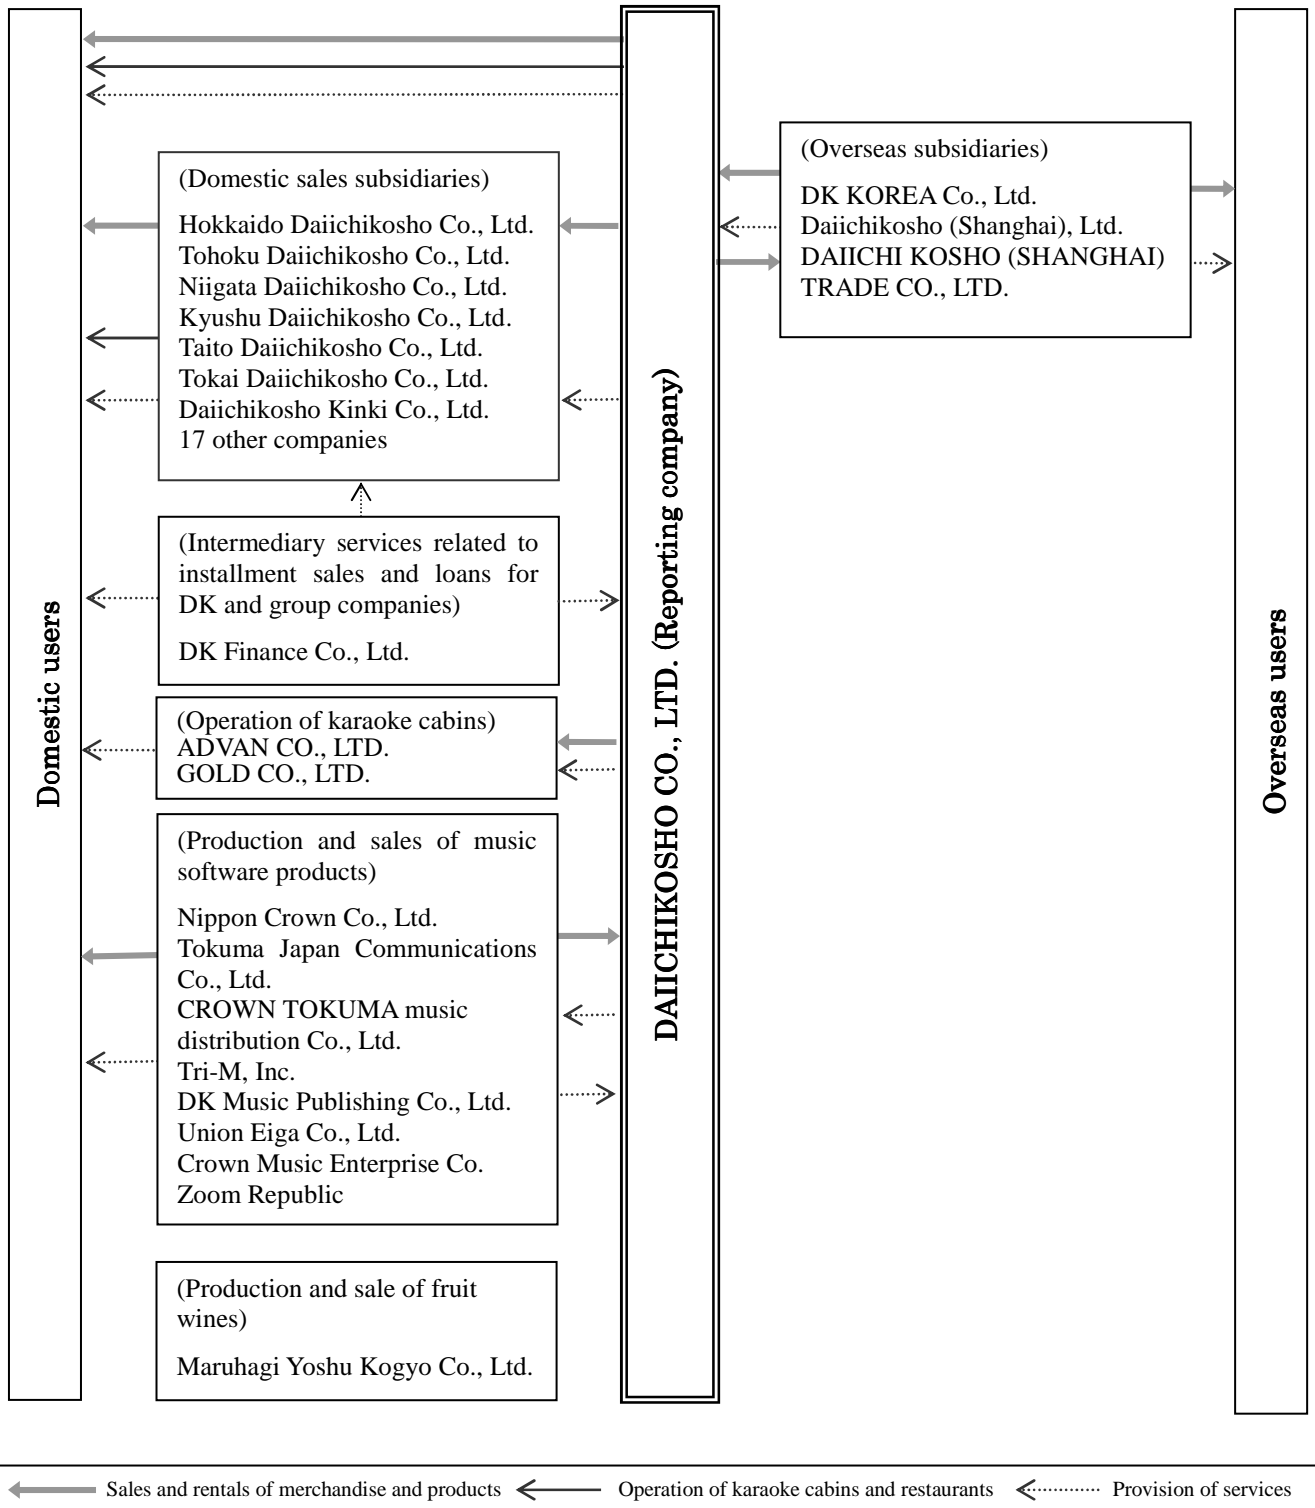 Domestic users
(Domestic sales subsidiaries)
Hokkaido Daiichikosho Co., Ltd.
Tohoku Daiichikosho Co., Ltd.
Niigata Daiichikosho Co., Ltd.
Kyushu Daiichikosho Co., Ltd.
Taito Daiichikosho Co., Ltd.
Tokai Daiichikosho Co., Ltd.
Daiichikosho Kinki Co., Ltd.
17 other companies
(Intermediary services related to
installment sales and loans for
DK and group companies)
DK Finance Co., Ltd.
(Operation of karaoke cabins)
ADVAN CO., LTD.
GOLD CO., LTD.
(Production and sales of music
software products)
Nippon Crown Co., Ltd.
Tokuma Japan Communications
Co., Ltd.
CROWN TOKUMA music
distribution Co., Ltd.
Tri-M, Inc.
DK Music Publishing Co., Ltd.
Union Eiga Co., Ltd.
Crown Music Enterprise Co.
Zoom Republic
(Production and sale of fruit
wines)
Maruhagi Yoshu Kogyo Co., Ltd.
DAIICHIKOSHO CO., LTD. (Reporting company)
(Overseas subsidiaries)
DK KOREA Co., Ltd.
Daiichikosho (Shanghai), Ltd.
DAIICHI KOSHO (SHANGHAI)
TRADE CO., LTD.
Overseas users
Sales and rentals of merchandise and products
Operation of karaoke cabins and restaurants
Provision of services